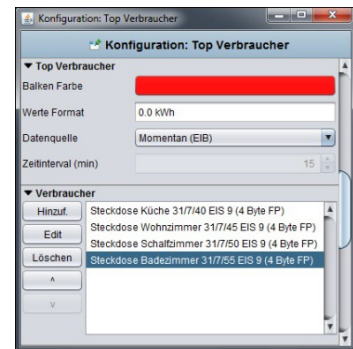 Konfiguration: Top Verbraucher
Konfiguration: Top Verbraucher
Top Verbraucher
Balken Farbe
Werte Format 0.0 kWh
Datenquelle Momentan (EIB)
Zeitinterval (min) 15
Verbraucher
Hinzuf.
Edit
Löschen
^
v
Steckdose Küche 31/7/40 EIS 9 (4 Byte FP)
Steckdose Wohnzimmer 31/7/45 EIS 9 (4 Byte FP)
Steckdose Schalfzimmer 31/7/50 EIS 9 (4 Byte FP)
Steckdose Badezimmer 31/7/55 EIS 9 (4 Byte FP)